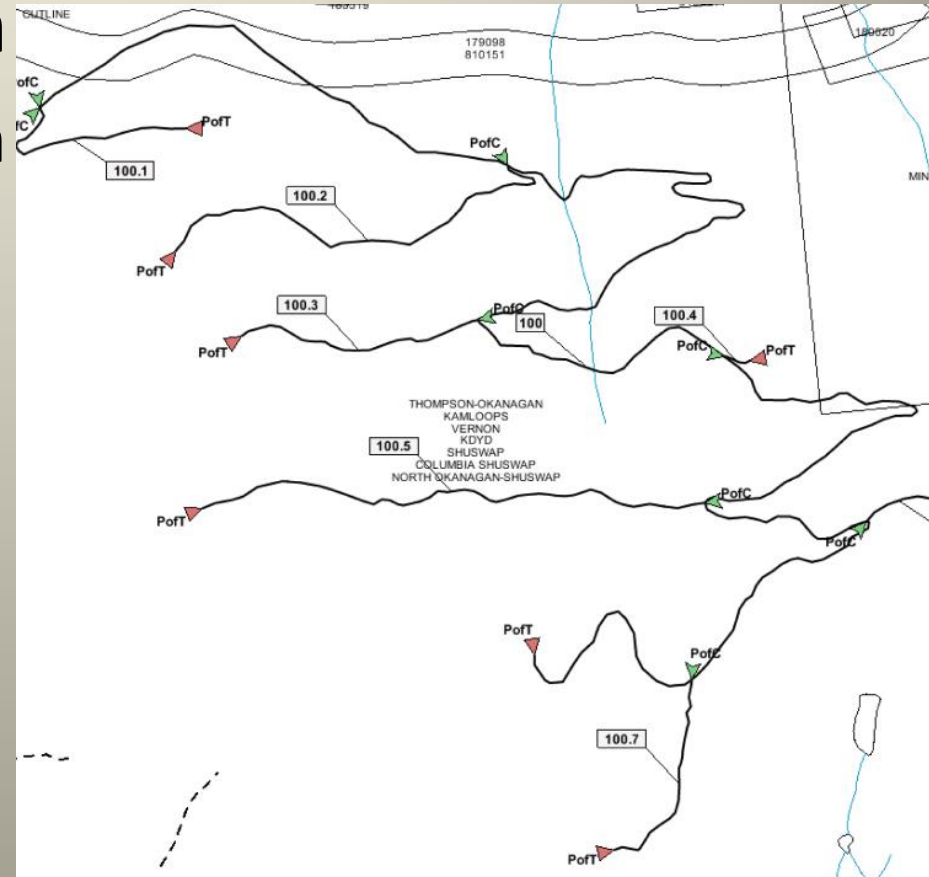 CUTLINE
179098
810151
189320
PofC
PofT
100.1
PofC
MIN
100.2
PofT
100.3
PofC
100
100.4
PofC
PofT
PofT
THOMPSON-OKANAGAN
KAMLOOPS
VERNON
KDYD
SHUSWAP
COLUMBIA SHUSWAP
NORTH OKANAGAN-SHUSWAP
100.5
PofC
PofT
PofC
PofT
PofC
100.7
PofT